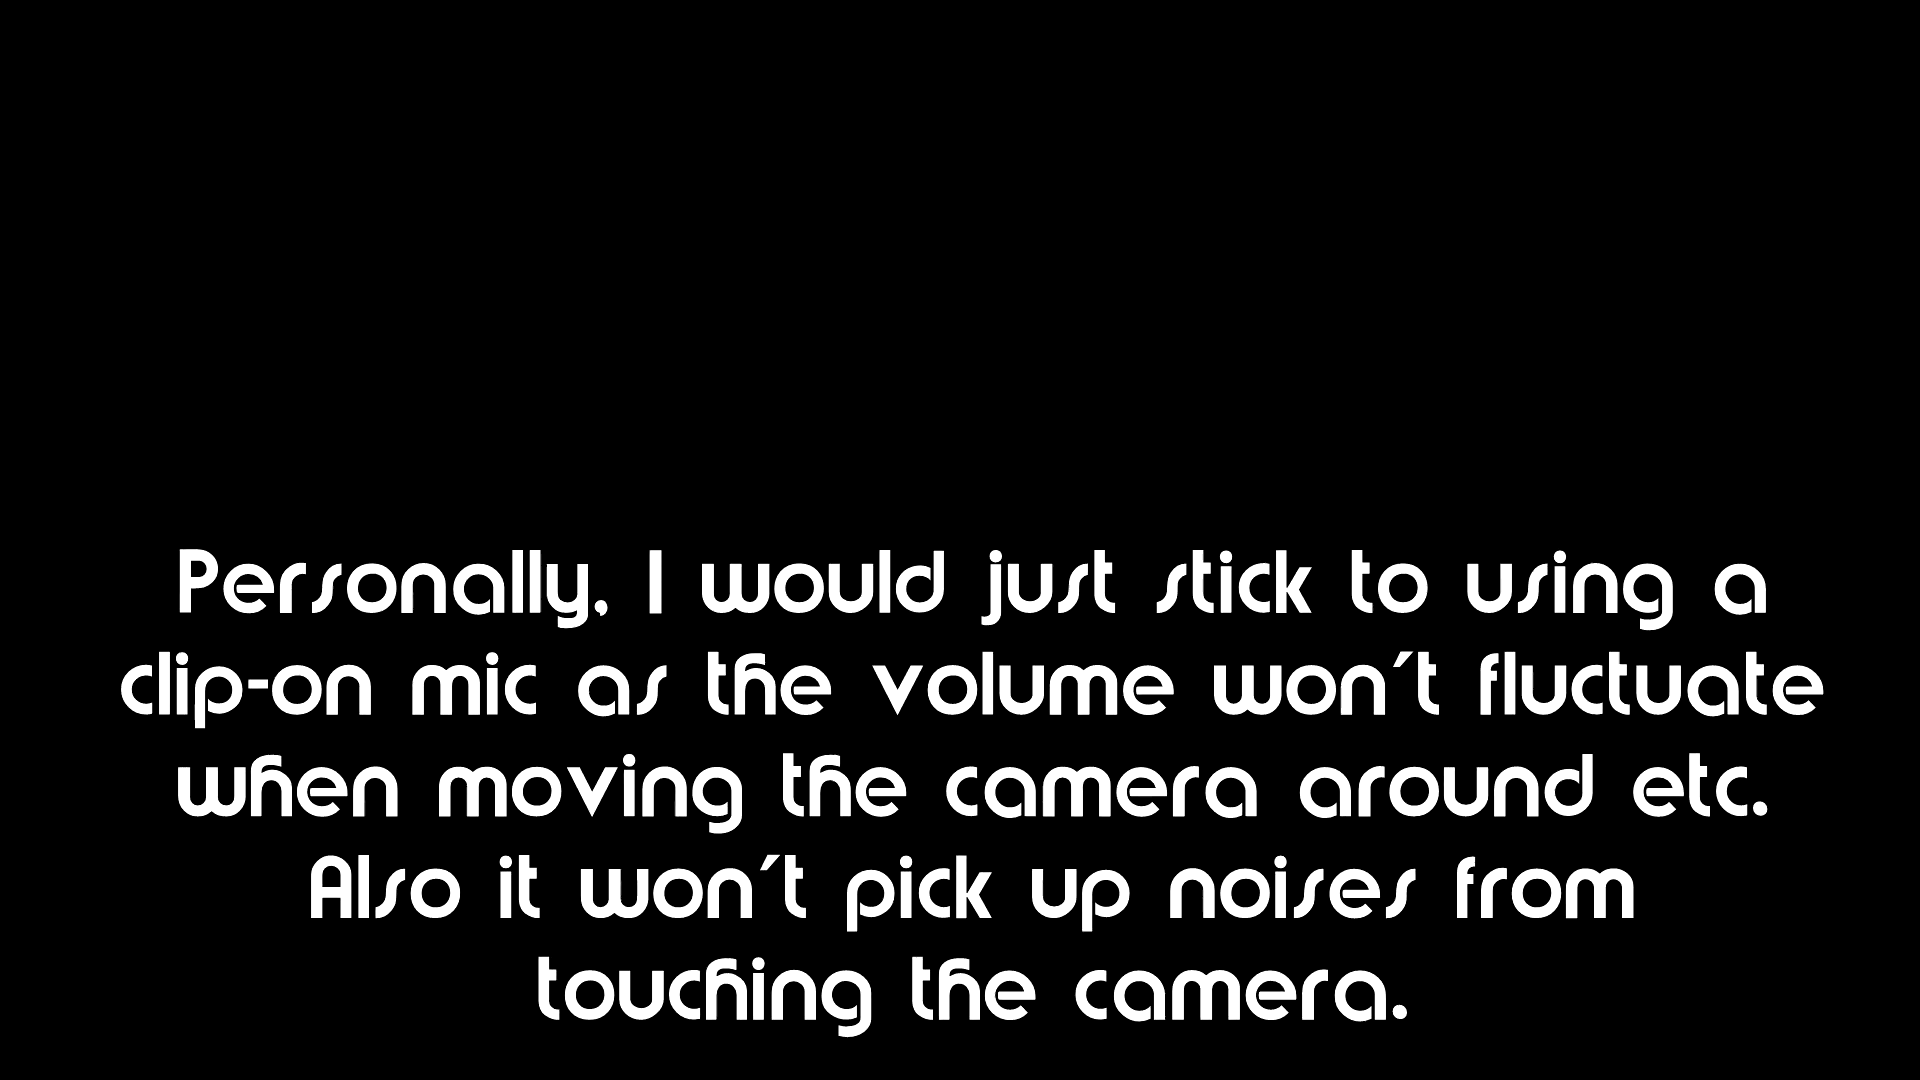 Personally, I would just stick to using a
clip-on mic as the volume won't fluctuate
when moving the camera around etc.
Also it won't pick up noises from
touching the camera.